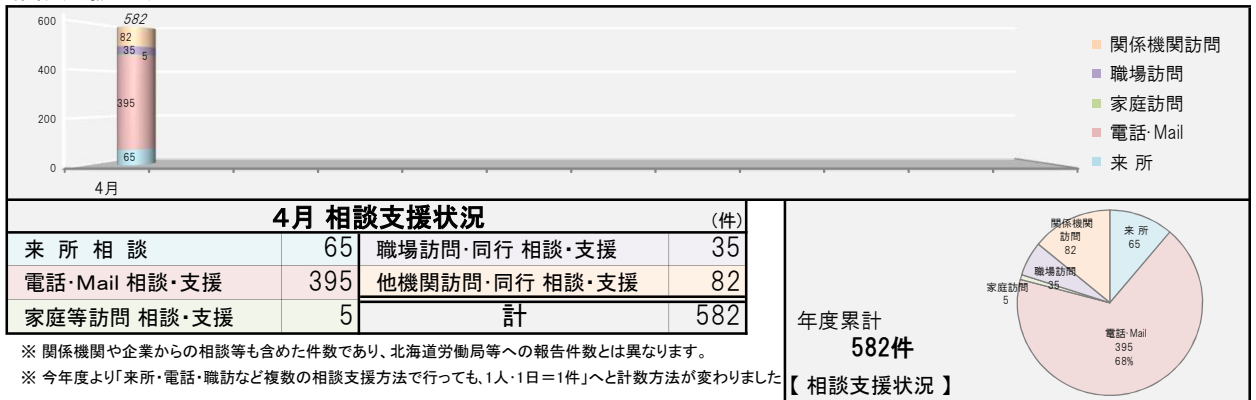 600
400
200
0
582
82
35
5
395
65
4月
関係機関訪問
職場訪問
家庭訪問
電話・Mail
来 所
4月 相談支援状況 (件)
来 所 相 談 65 職場訪問・同行 相談・支援 35
電話・Mail 相談・支援 395 他機関訪問・同行 相談・支援 82
家庭等訪問 相談・支援 5 計 582
※ 関係機関や企業からの相談等も含めた件数であり、北海道労働局等への報告件数とは異なります。
※ 今年度より「来所・電話・職訪など複数の相談支援方法で行っても、1人・1日＝1件」へと計数方法が変わりました
年度累計
582件
【 相談支援状況 】
関係機関
訪問
82
来 所
65
職場訪問
35
家庭訪問
5
電話・Mail
395
68%